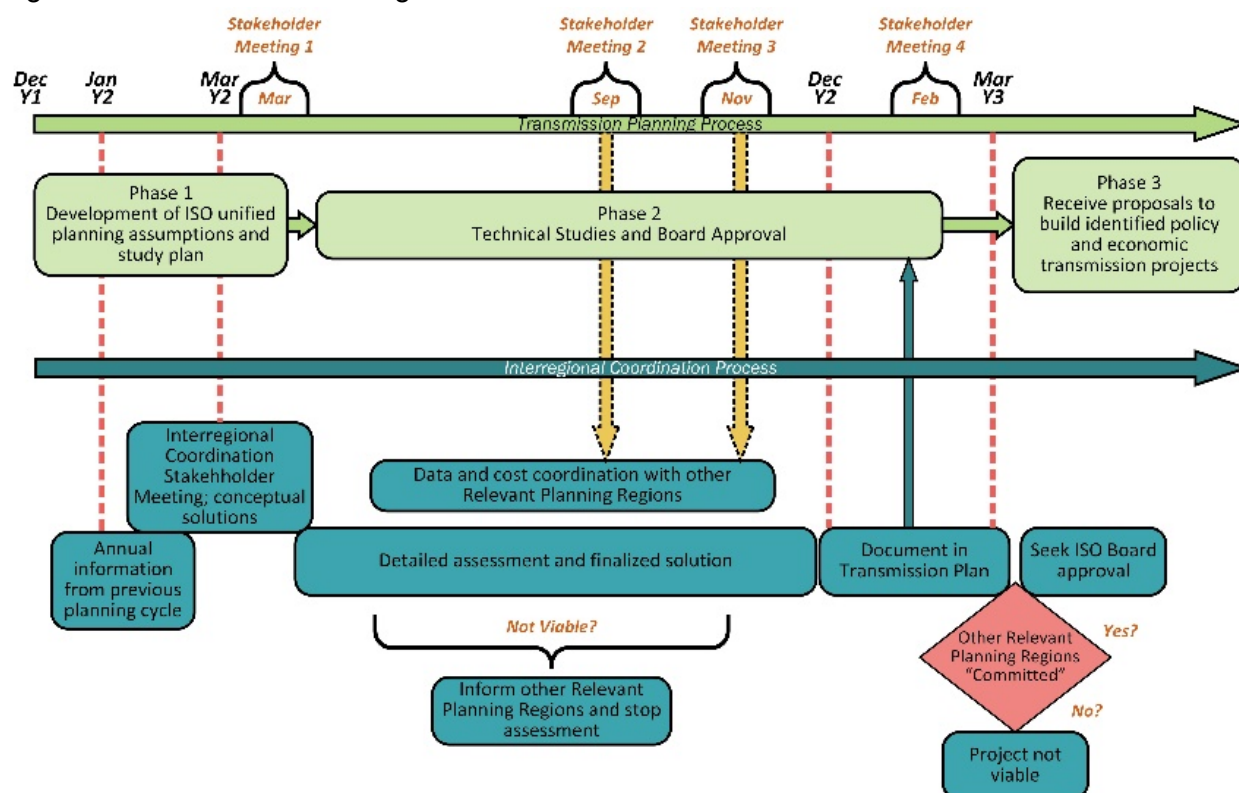 Stakeholder
Meeting 1
Stakeholder
Meeting 2
Stakeholder
Meeting 3
Stakeholder
Meeting 4
Dec
Y1
Jan
Y2
Mar
Y2
Mar
Sep
Nov
Dec
Y2
Feb
Mar
Y3
Transmission Planning Process
Phase 1
Development of ISO unified
planning assumptions and
study plan
Phase 2
Technical Studies and Board Approval
Phase 3
Receive proposals to
build identified policy
and economic
transmission projects
Interregional Coordination Process
Interregional
Coordination
Stakehholder
Meeting; conceptual
solutions
Data and cost coordination with other
Relevant Planning Regions
Annual
information
from previous
planning cycle
Detailed assessment and finalized solution
Document in
Transmission Plan
Seek ISO Board
approval
Not Viable?
Inform other Relevant
Planning Regions and stop
assessment
Other Relevant
Planning Regions
“Committed”
Yes?
No?
Project not
viable